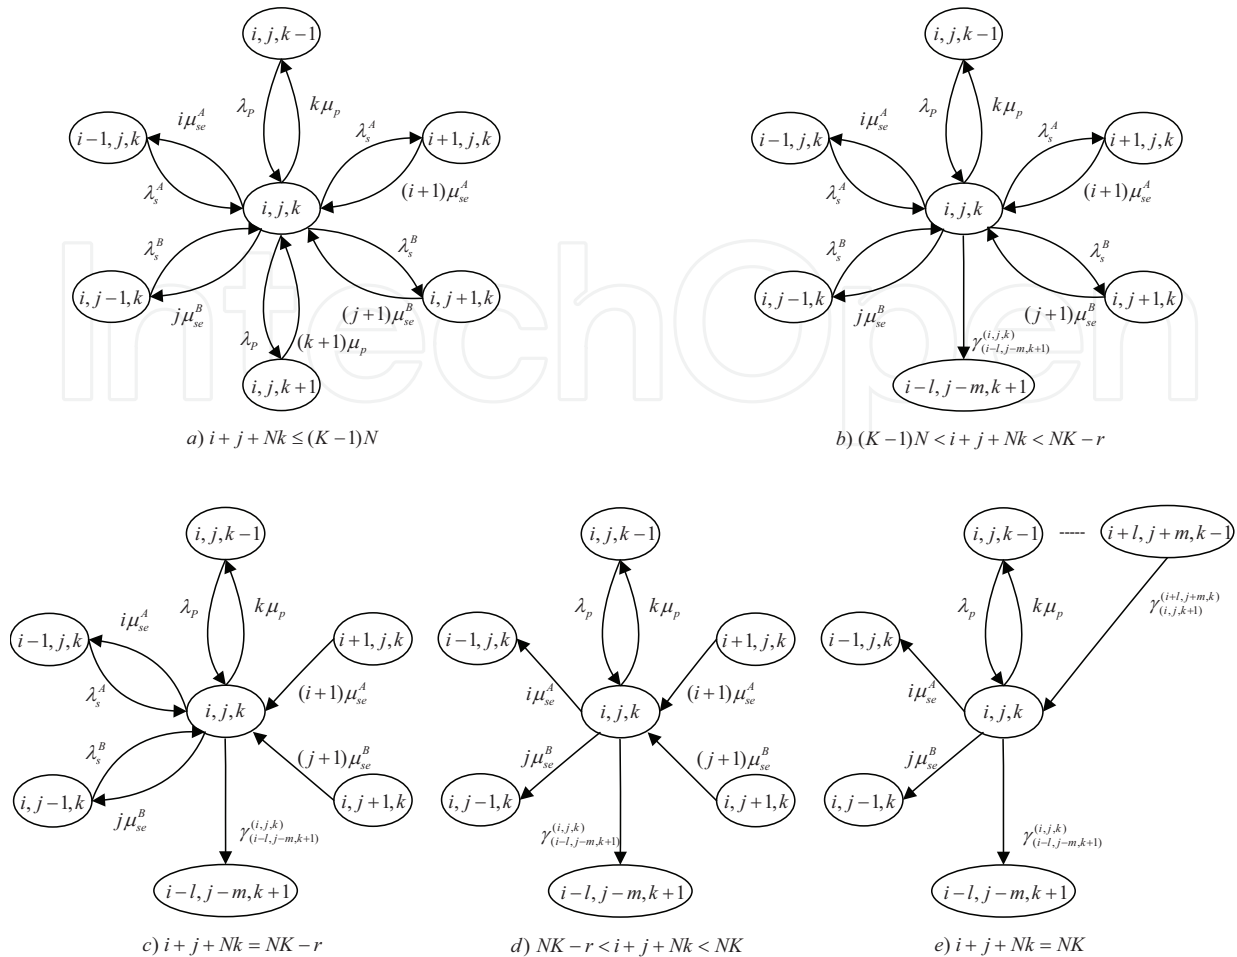 i, j, k−1
λ_P
kμ_p
iμ_se^A
λ_s^A
i−1, j, k
i+1, j, k
λ_s^A
(i+1)μ_se^A
i, j, k
λ_s^B
λ_s^B
i, j−1, k
i, j+1, k
jμ_se^B
(j+1)μ_se^B
λ_P
(k+1)μ_p
i, j, k+1
a) i + j + Nk ≤ (K−1)N
i, j, k−1
λ_P
kμ_p
iμ_se^A
λ_s^A
i−1, j, k
i+1, j, k
λ_s^A
(i+1)μ_se^A
i, j, k
λ_s^B
λ_s^B
i, j−1, k
i, j+1, k
jμ_se^B
(j+1)μ_se^B
γ_(i−l, j−m, k+1)^(i, j, k)
i−l, j−m, k+1
b) (K−1)N < i + j + Nk < NK − r
IntechOpen
i, j, k−1
λ_P
kμ_p
iμ_se^A
i−1, j, k
i+1, j, k
λ_s^A
(i+1)μ_se^A
i, j, k
λ_s^B
(j+1)μ_se^B
i, j−1, k
i, j+1, k
jμ_se^B
γ_(i−l, j−m, k+1)^(i, j, k)
i−l, j−m, k+1
c) i + j + Nk = NK − r
i, j, k−1
λ_p
kμ_p
i−1, j, k
i+1, j, k
iμ_se^A
(i+1)μ_se^A
i, j, k
jμ_se^B
(j+1)μ_se^B
i, j−1, k
i, j+1, k
γ_(i−l, j−m, k+1)^(i, j, k)
i−l, j−m, k+1
d) NK − r < i + j + Nk < NK
i, j, k−1
-----
i+l, j+m, k−1
λ_p
kμ_p
γ_(i, j, k+1)^(i+l, j+m, k)
i−1, j, k
iμ_se^A
i, j, k
jμ_se^B
i, j−1, k
γ_(i−l, j−m, k+1)^(i, j, k)
i−l, j−m, k+1
e) i + j + Nk = NK